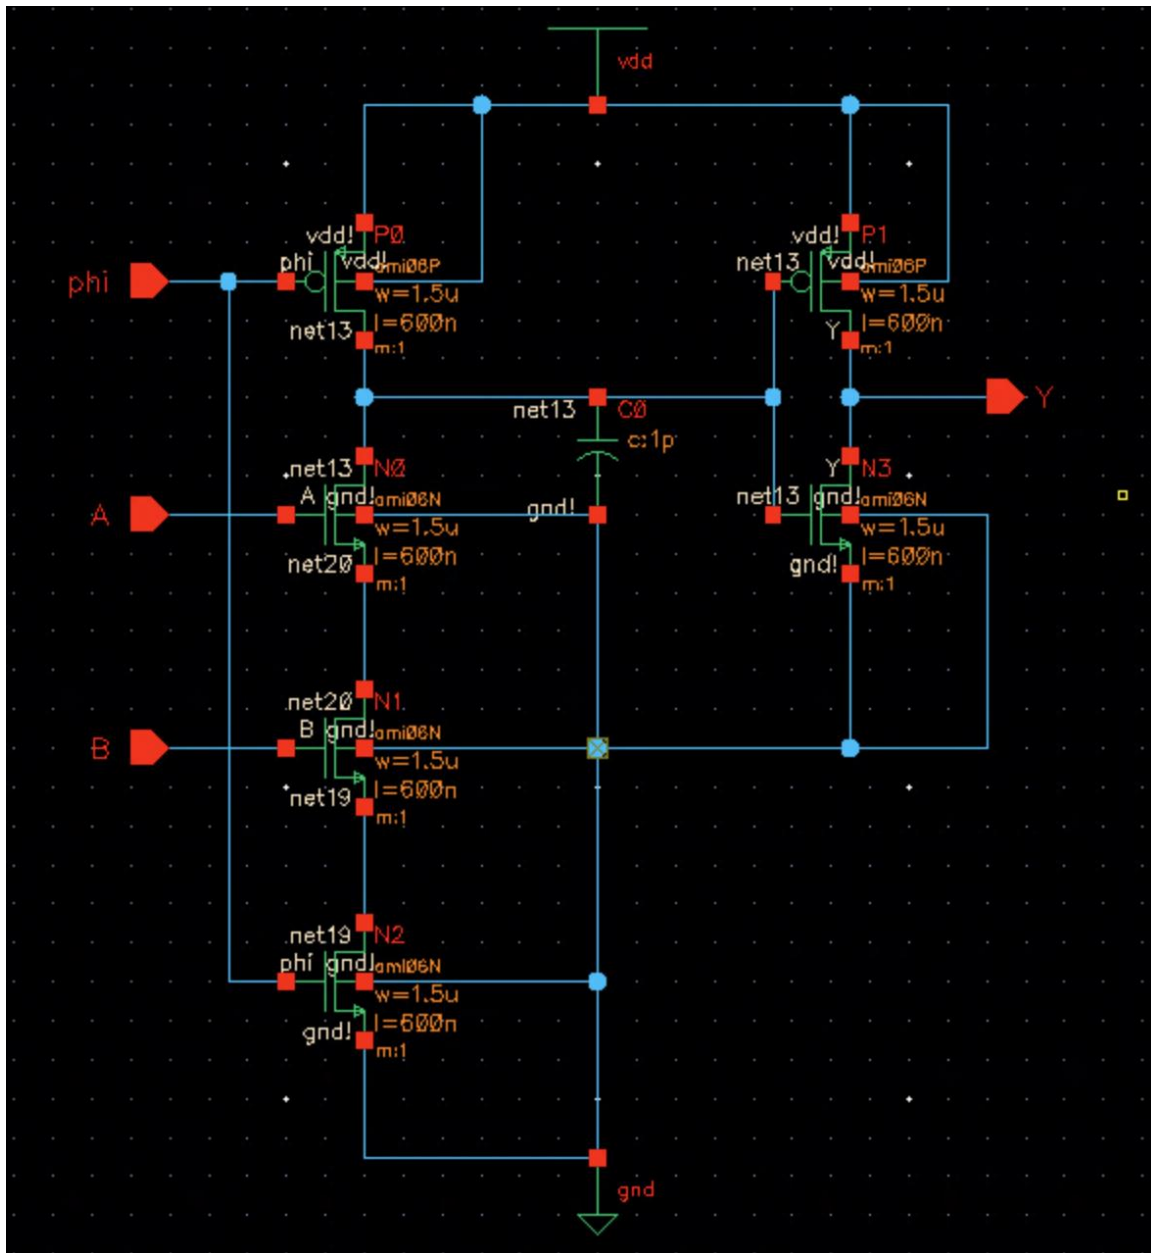 vdd
vdd! P0
phi vdd! ami06P
w=1.5u
net13 l=600n
m:1
vdd! P1
net13 vdd! ami06P
w=1.5u
Y l=600n
m:1
phi
net13 C0
c:1p
gnd!
Y
net13 N0
A gnd! ami06N
w=1.5u
net20 l=600n
m:1
A
Y N3
net13 gnd! ami06N
w=1.5u
gnd! l=600n
m:1
net20 N1
B gnd! ami06N
w=1.5u
net19 l=600n
m:1
B
net19 N2
phi gnd! ami06N
w=1.5u
gnd! l=600n
m:1
gnd